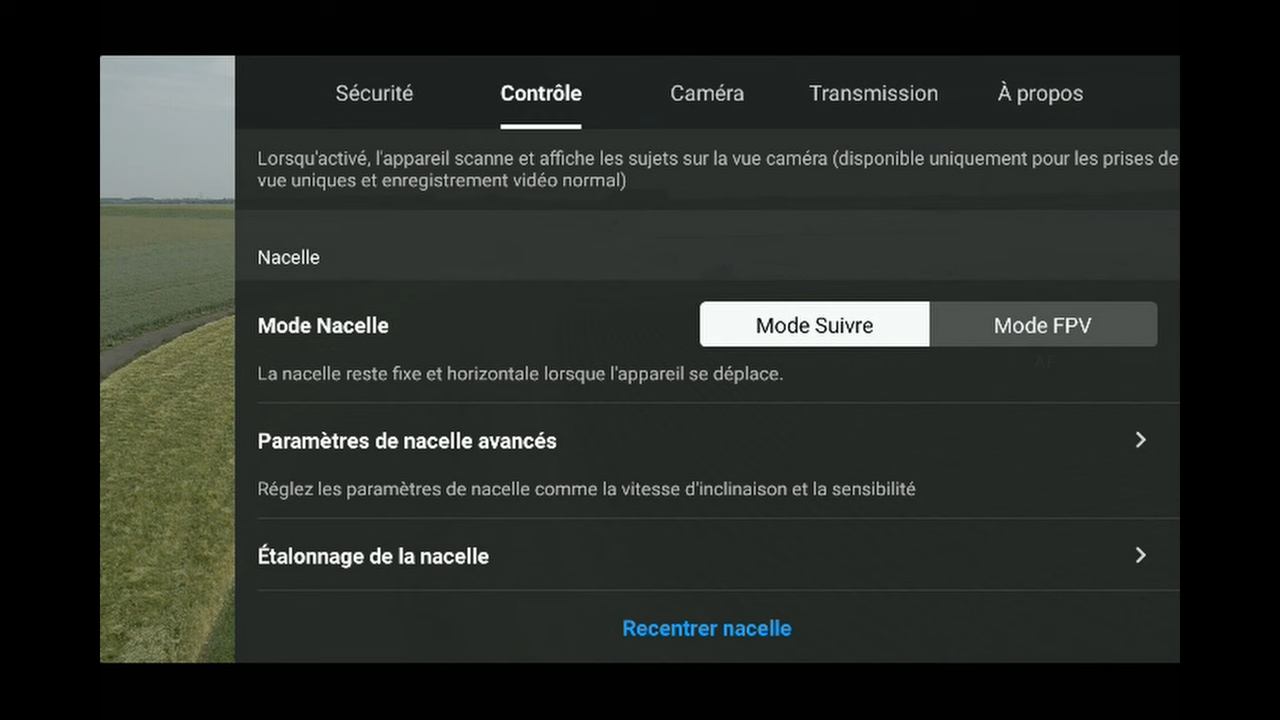 Sécurité Contrôle Caméra Transmission À propos
Lorsqu'activé, l'appareil scanne et affiche les sujets sur la vue caméra (disponible uniquement pour les prises de
vue uniques et enregistrement vidéo normal)
Nacelle
Mode Nacelle Mode Suivre Mode FPV
La nacelle reste fixe et horizontale lorsque l'appareil se déplace.
Paramètres de nacelle avancés
Réglez les paramètres de nacelle comme la vitesse d'inclinaison et la sensibilité
Étalonnage de la nacelle
Recentrer nacelle